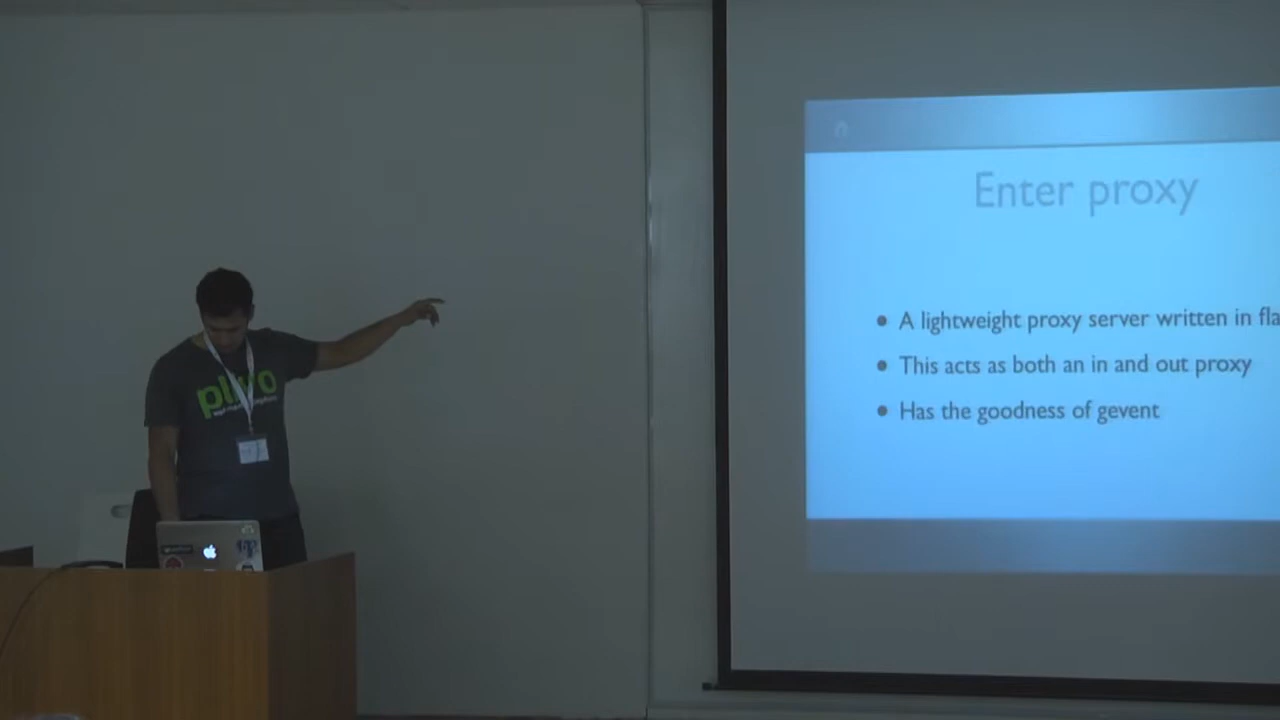 Enter proxy
• A lightweight proxy server written in fla
• This acts as both an in and out proxy
• Has the goodness of gevent